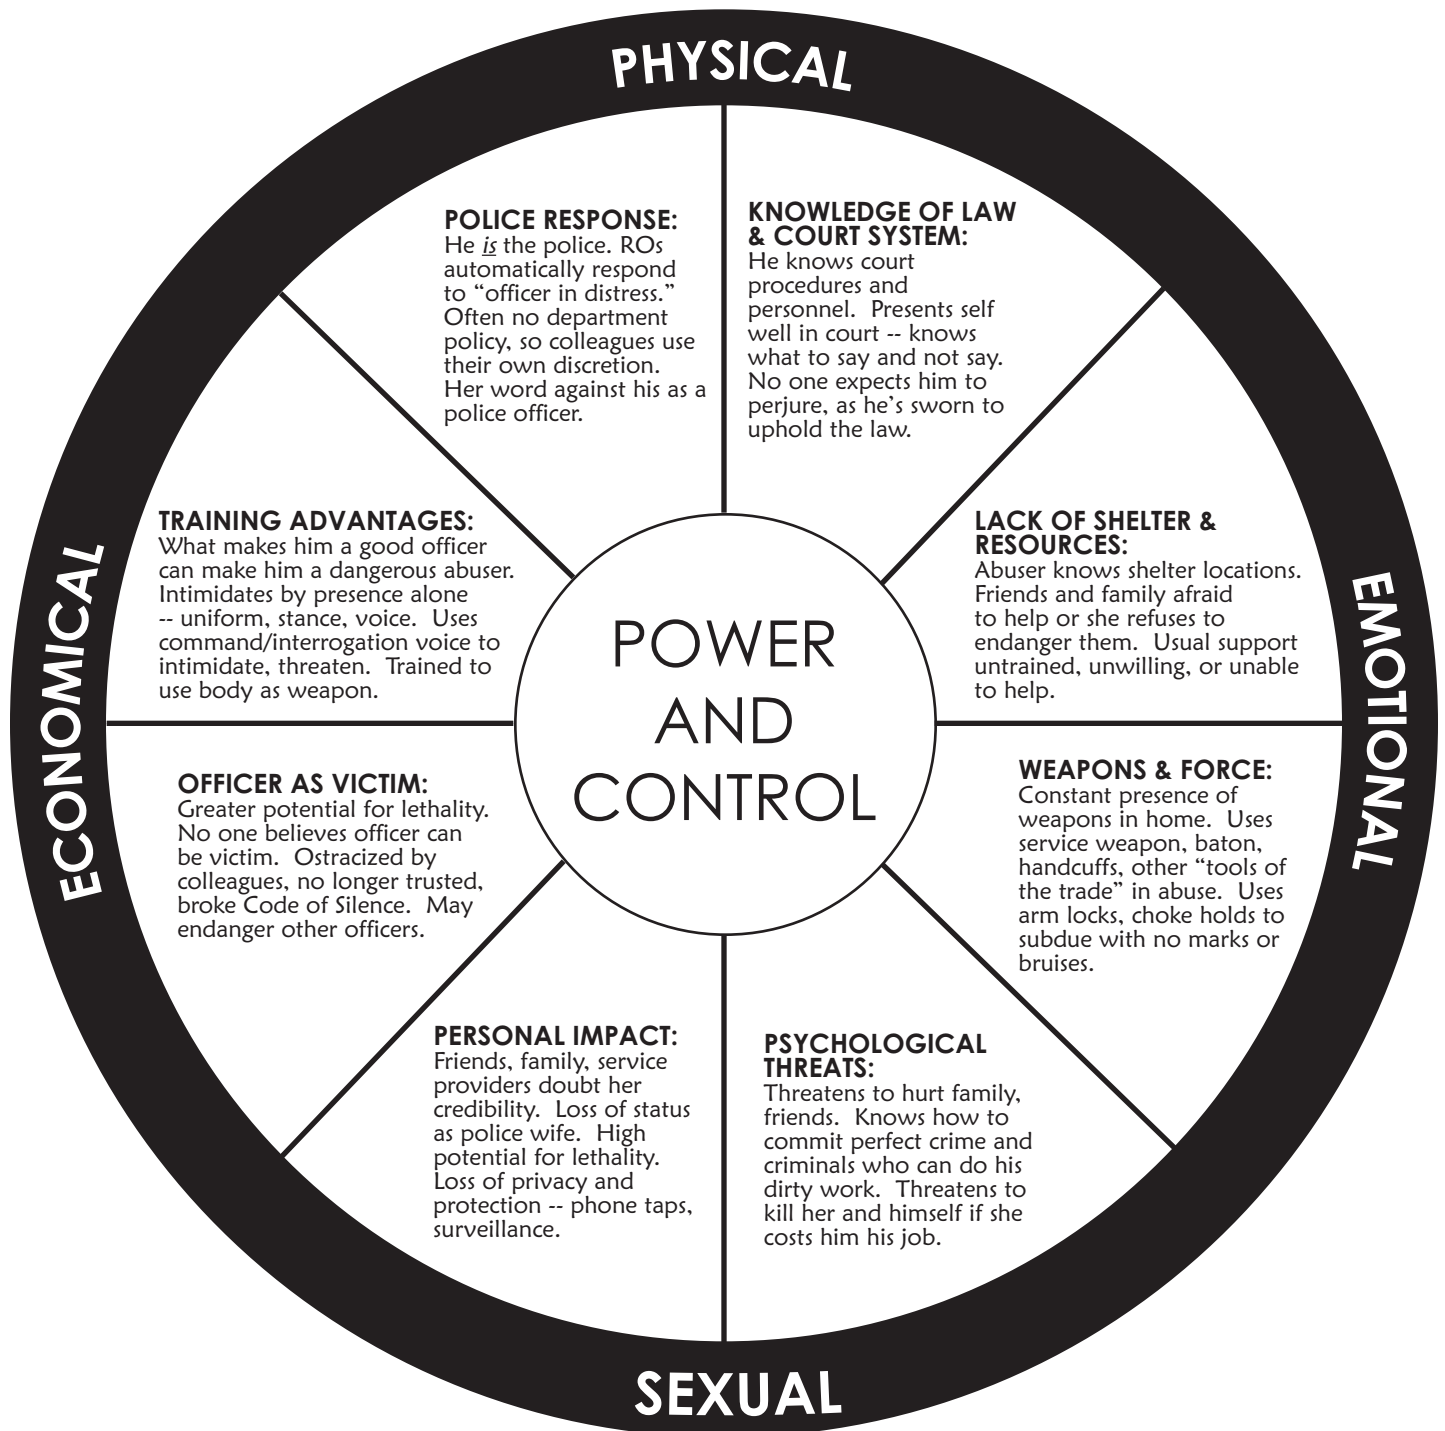 PHYSICAL
POLICE RESPONSE:
He is the police. ROs
automatically respond
to “officer in distress.”
Often no department
policy, so colleagues use
their own discretion.
Her word against his as a
police officer.
KNOWLEDGE OF LAW
& COURT SYSTEM:
He knows court
procedures and
personnel. Presents self
well in court -- knows
what to say and not say.
No one expects him to
perjure, as he’s sworn to
uphold the law.
TRAINING ADVANTAGES:
What makes him a good officer
can make him a dangerous abuser.
Intimidates by presence alone
-- uniform, stance, voice. Uses
command/interrogation voice to
intimidate, threaten. Trained to
use body as weapon.
LACK OF SHELTER &
RESOURCES:
Abuser knows shelter locations.
Friends and family afraid
to help or she refuses to
endanger them. Usual support
untrained, unwilling, or unable
to help.
ECONOMICAL
POWER
AND
CONTROL
EMOTIONAL
OFFICER AS VICTIM:
Greater potential for lethality.
No one believes officer can
be victim. Ostracized by
colleagues, no longer trusted,
broke Code of Silence. May
endanger other officers.
WEAPONS & FORCE:
Constant presence of
weapons in home. Uses
service weapon, baton,
handcuffs, other “tools of
the trade” in abuse. Uses
arm locks, choke holds to
subdue with no marks or
bruises.
PERSONAL IMPACT:
Friends, family, service
providers doubt her
credibility. Loss of status
as police wife. High
potential for lethality.
Loss of privacy and
protection -- phone taps,
surveillance.
PSYCHOLOGICAL
THREATS:
Threatens to hurt family,
friends. Knows how to
commit perfect crime and
criminals who can do his
dirty work. Threatens to
kill her and himself if she
costs him his job.
SEXUAL